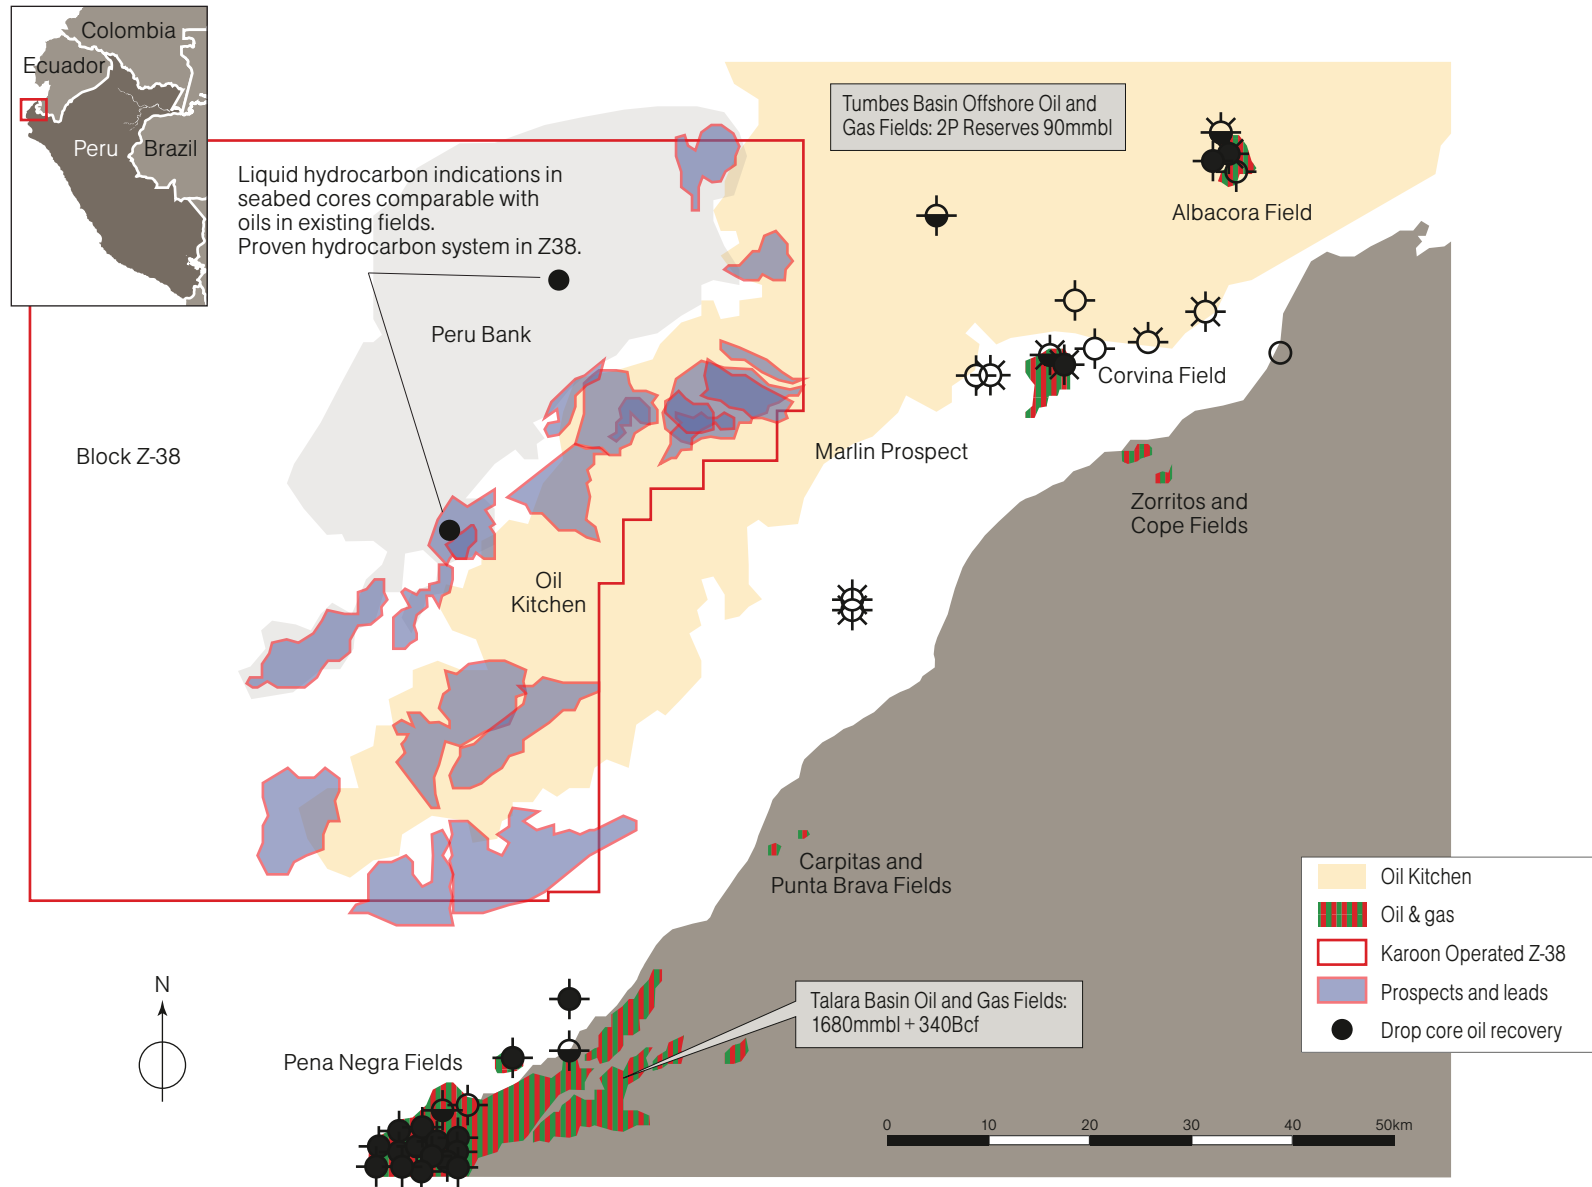 Colombia
Ecuador
Peru
Brazil
Tumbes Basin Offshore Oil and
Gas Fields: 2P Reserves 90mmbl
Liquid hydrocarbon indications in
seabed cores comparable with
oils in existing fields.
Proven hydrocarbon system in Z38.
Albacora Field
Peru Bank
Corvina Field
Block Z-38
Marlin Prospect
Zorritos and
Cope Fields
Oil
Kitchen
Carpitas and
Punta Brava Fields
Oil Kitchen
Oil & gas
Karoon Operated Z-38
Prospects and leads
Drop core oil recovery
N
Talara Basin Oil and Gas Fields:
1680mmbl + 340Bcf
Pena Negra Fields
0 10 20 30 40 50km